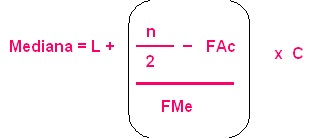 n
Mediana = L + ( — - FAc ) x C
2
FMe